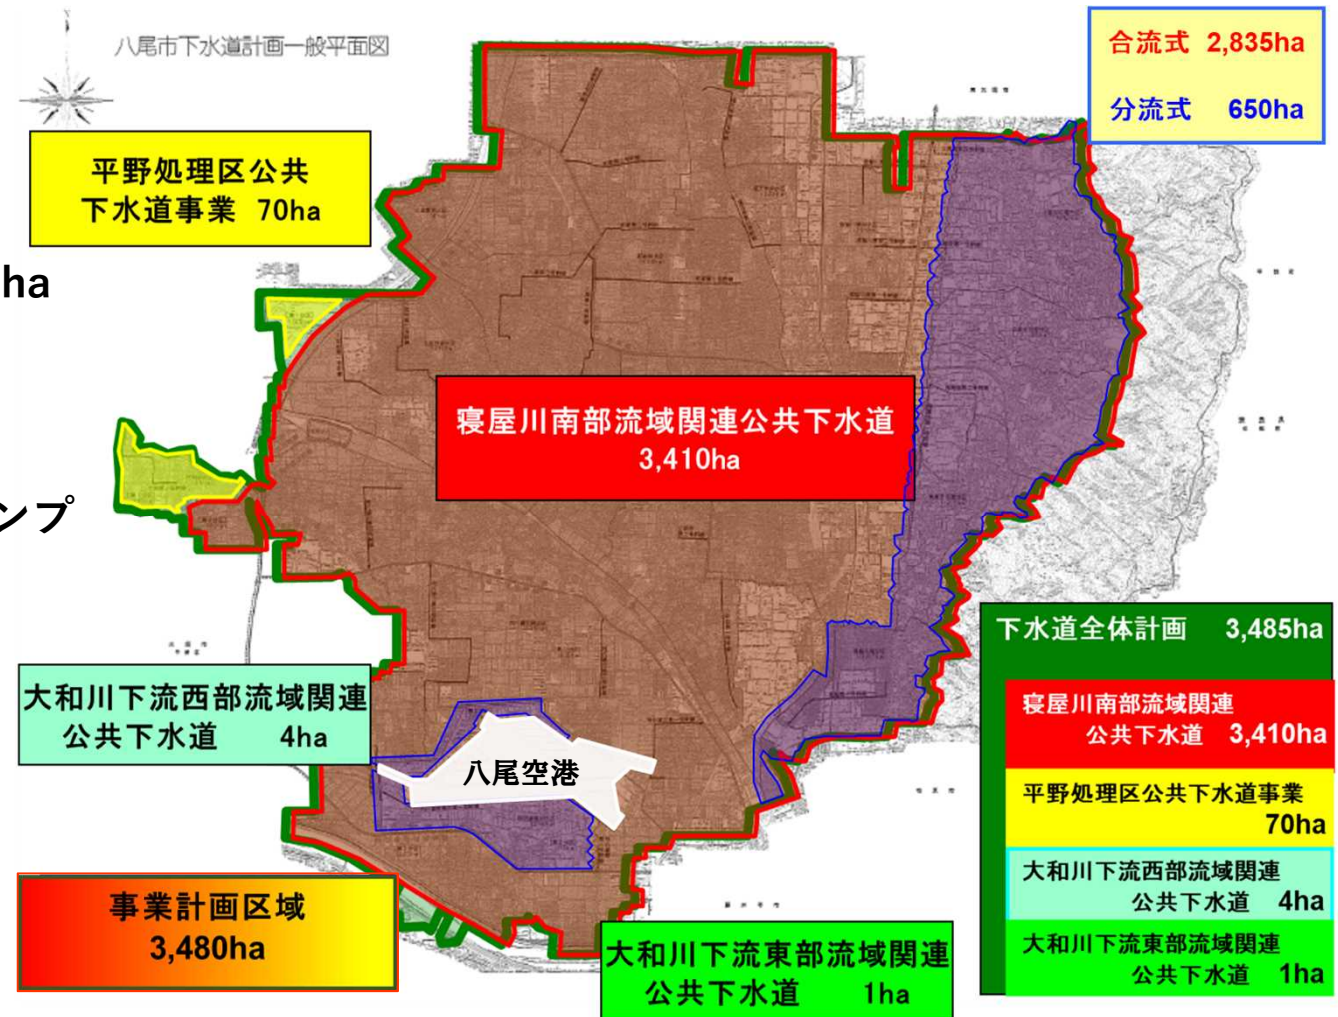 八尾市下水道計画一般平面図
合流式 2,835ha
分流式 650ha
平野処理区公共
下水道事業 70ha
ha
寝屋川南部流域関連公共下水道
3,410ha
ンプ
大和川下流西部流域関連
公共下水道 4ha
八尾空港
事業計画区域
3,480ha
大和川下流東部流域関連
公共下水道 1ha
下水道全体計画 3,485ha
寝屋川南部流域関連
公共下水道 3,410ha
平野処理区公共下水道事業
70ha
大和川下流西部流域関連
公共下水道 4ha
大和川下流東部流域関連
公共下水道 1ha